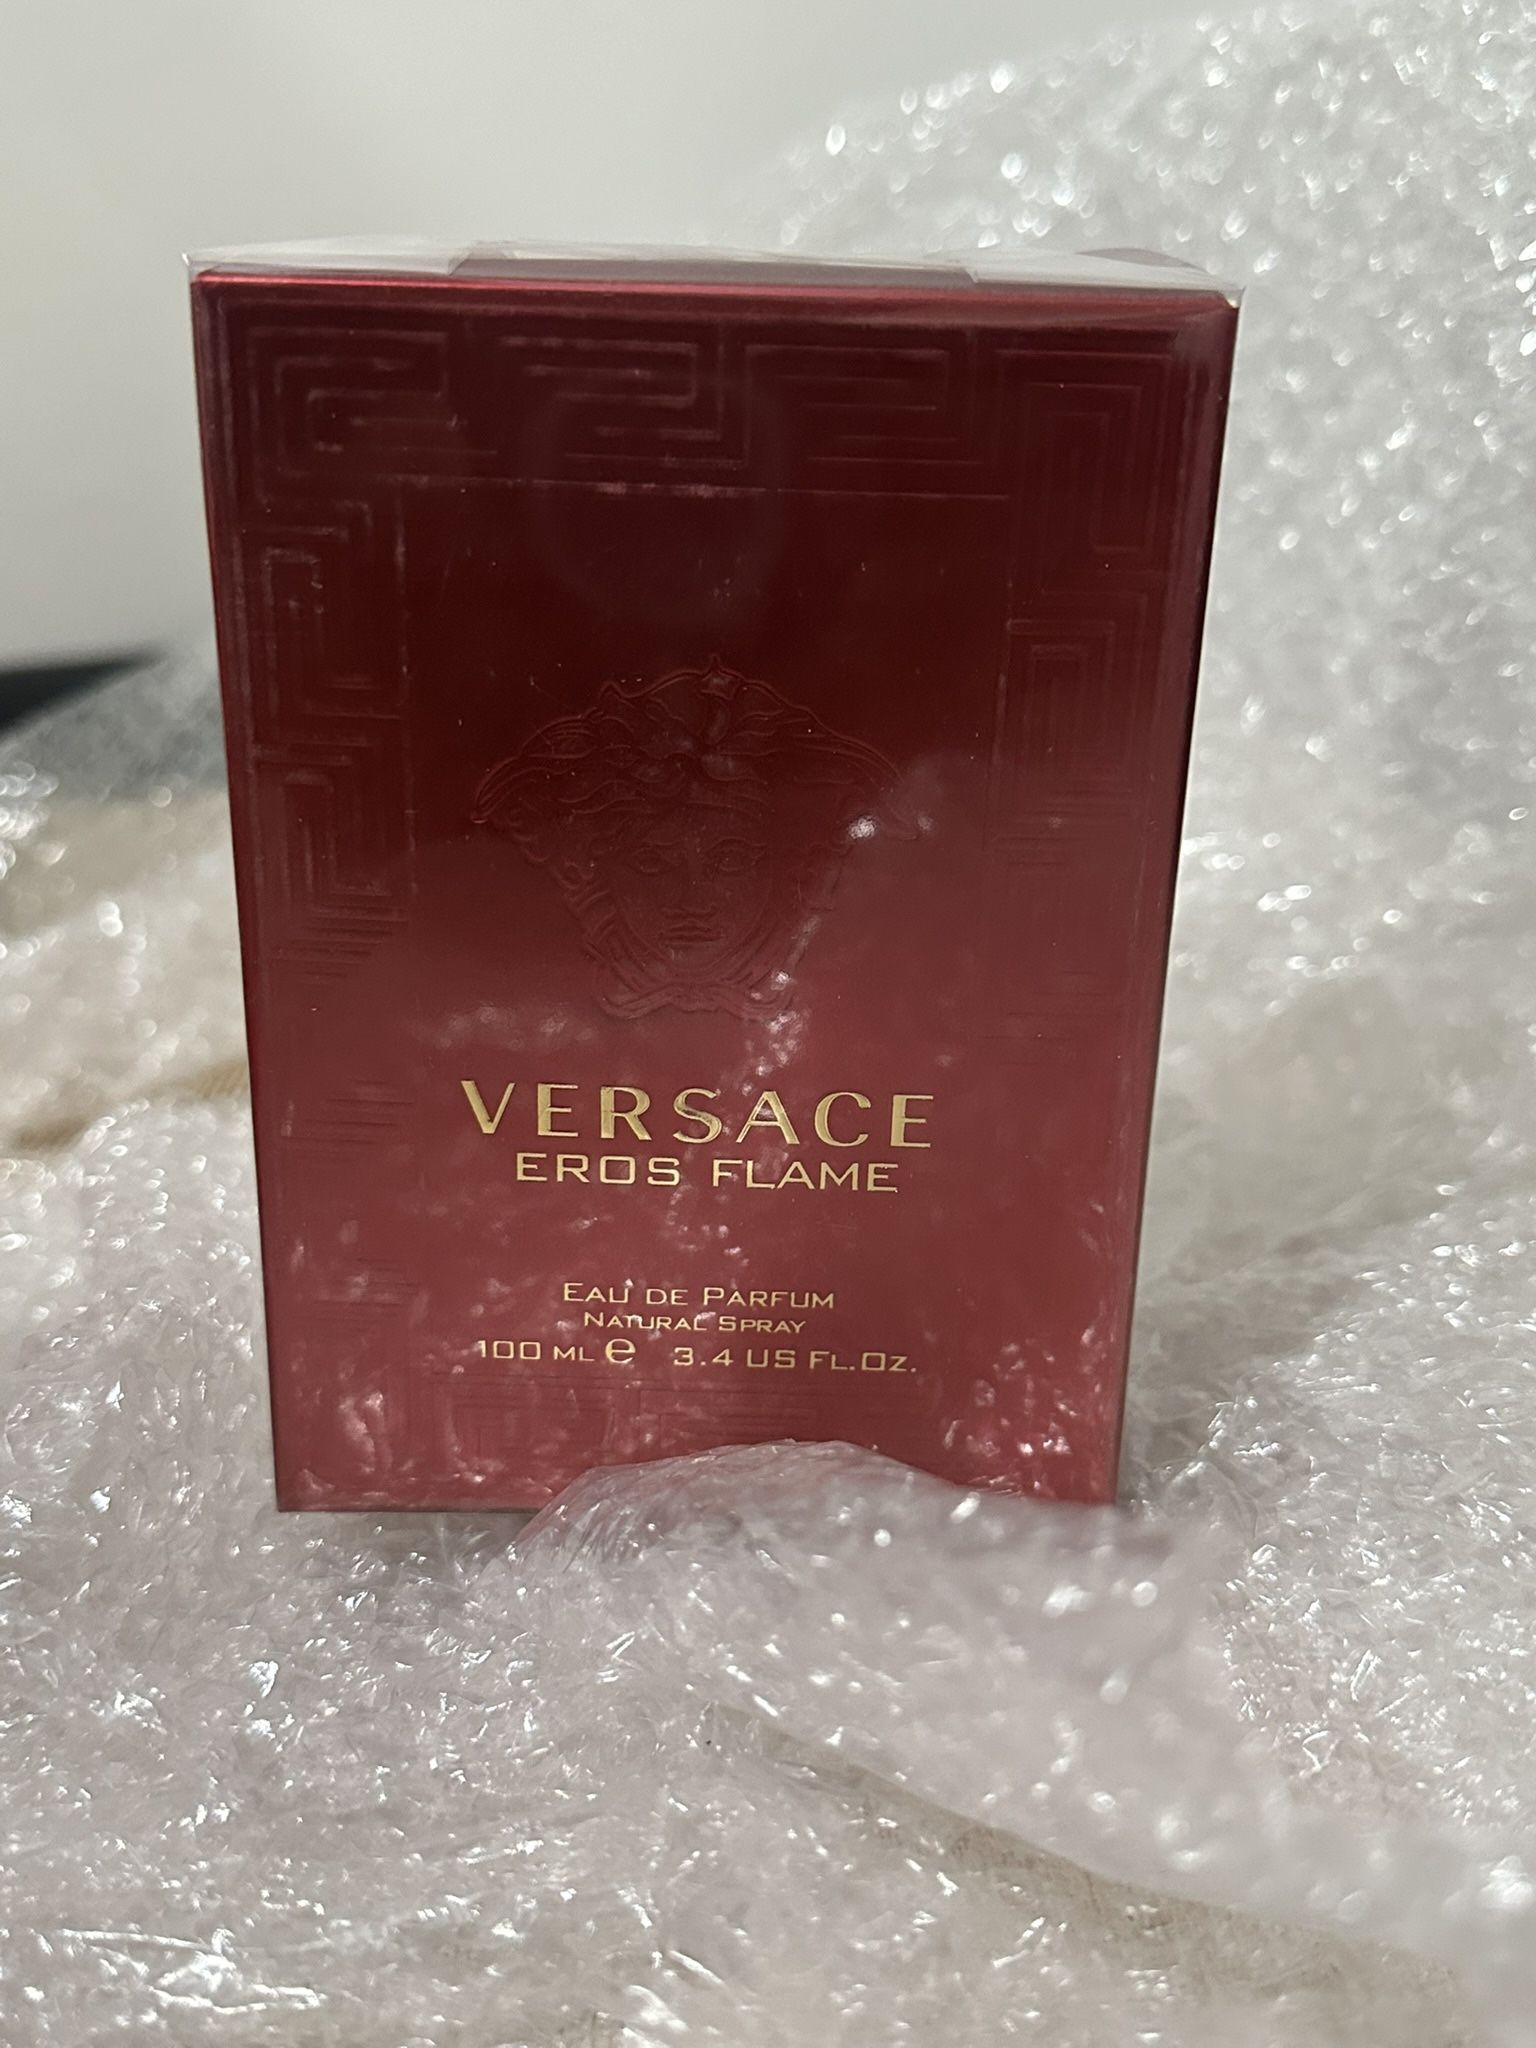 VERSACE
EROS FLAME
EAU DE PARFUM
NATURAL SPRAY
100 ML e 3.4 US FL.OZ.